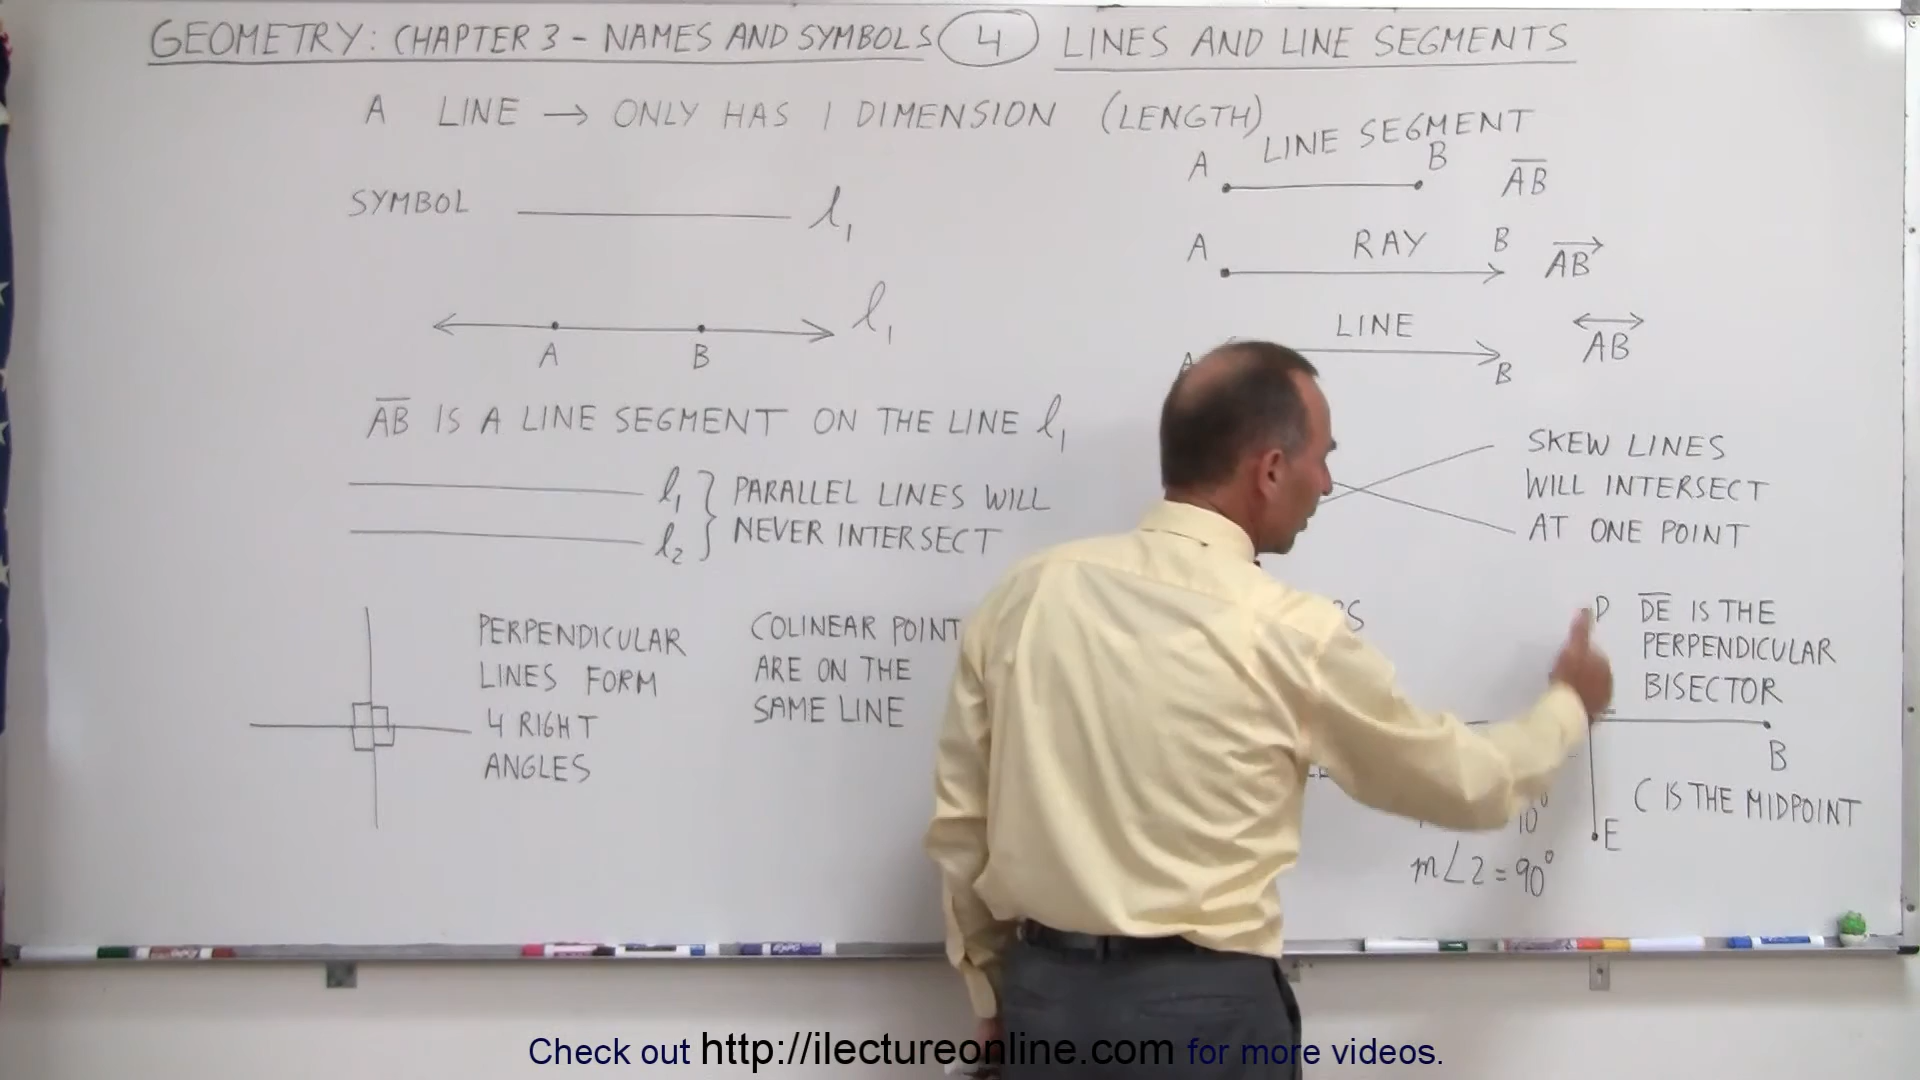 GEOMETRY: CHAPTER 3 - NAMES AND SYMBOLS 4 LINES AND LINE SEGMENTS
A LINE → ONLY HAS 1 DIMENSION (LENGTH)
SYMBOL l₁
A B l₁
A̅B̅ IS A LINE SEGMENT ON THE LINE l₁
l₁ } PARALLEL LINES WILL
l₂ NEVER INTERSECT
PERPENDICULAR
LINES FORM
4 RIGHT
ANGLES
COLINEAR POINT
ARE ON THE
SAME LINE
LINE SEGMENT
A B A̅B̅
A RAY B AB→
LINE
A B AB↔
SKEW LINES
WILL INTERSECT
AT ONE POINT
D D̅E̅ IS THE
PERPENDICULAR
BISECTOR
B
C IS THE MIDPOINT
E
m∠2 = 90°
Check out http://ilectureonline.com for more videos.